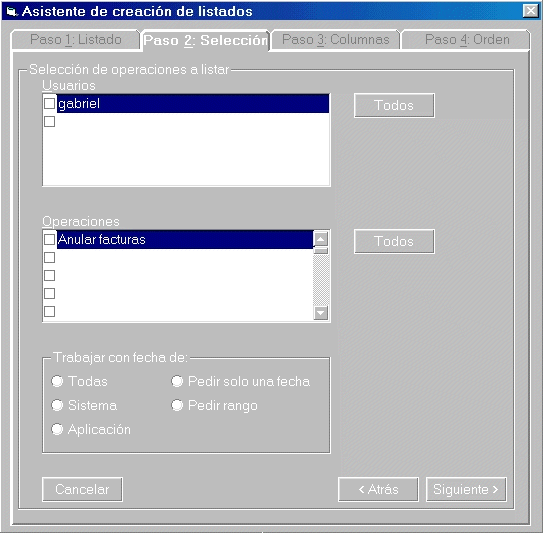 Asistente de creación de listados
Paso 1: Listado
Paso 2: Selección
Paso 3: Columnas
Paso 4: Orden
Selección de operaciones a listar
Usuarios
gabriel
Todos
Operaciones
Anular facturas
Todos
Trabajar con fecha de:
Todas
Pedir solo una fecha
Sistema
Pedir rango
Aplicación
Cancelar
< Atrás
Siguiente >